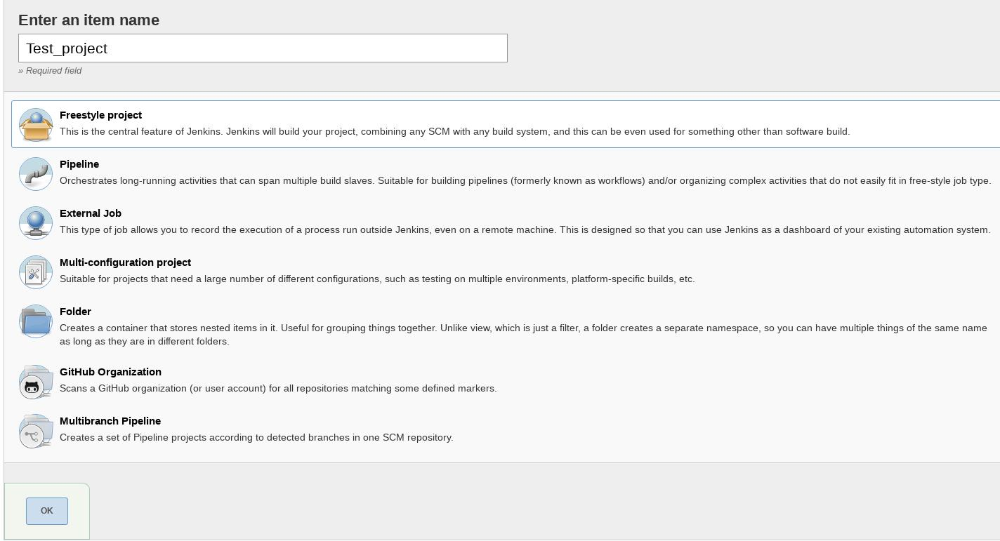 Enter an item name
Test_project
» Required field
Freestyle project
This is the central feature of Jenkins. Jenkins will build your project, combining any SCM with any build system, and this can be even used for something other than software build.
Pipeline
Orchestrates long-running activities that can span multiple build slaves. Suitable for building pipelines (formerly known as workflows) and/or organizing complex activities that do not easily fit in free-style job type.
External Job
This type of job allows you to record the execution of a process run outside Jenkins, even on a remote machine. This is designed so that you can use Jenkins as a dashboard of your existing automation system.
Multi-configuration project
Suitable for projects that need a large number of different configurations, such as testing on multiple environments, platform-specific builds, etc.
Folder
Creates a container that stores nested items in it. Useful for grouping things together. Unlike view, which is just a filter, a folder creates a separate namespace, so you can have multiple things of the same name
as long as they are in different folders.
GitHub Organization
Scans a GitHub organization (or user account) for all repositories matching some defined markers.
Multibranch Pipeline
Creates a set of Pipeline projects according to detected branches in one SCM repository.
OK